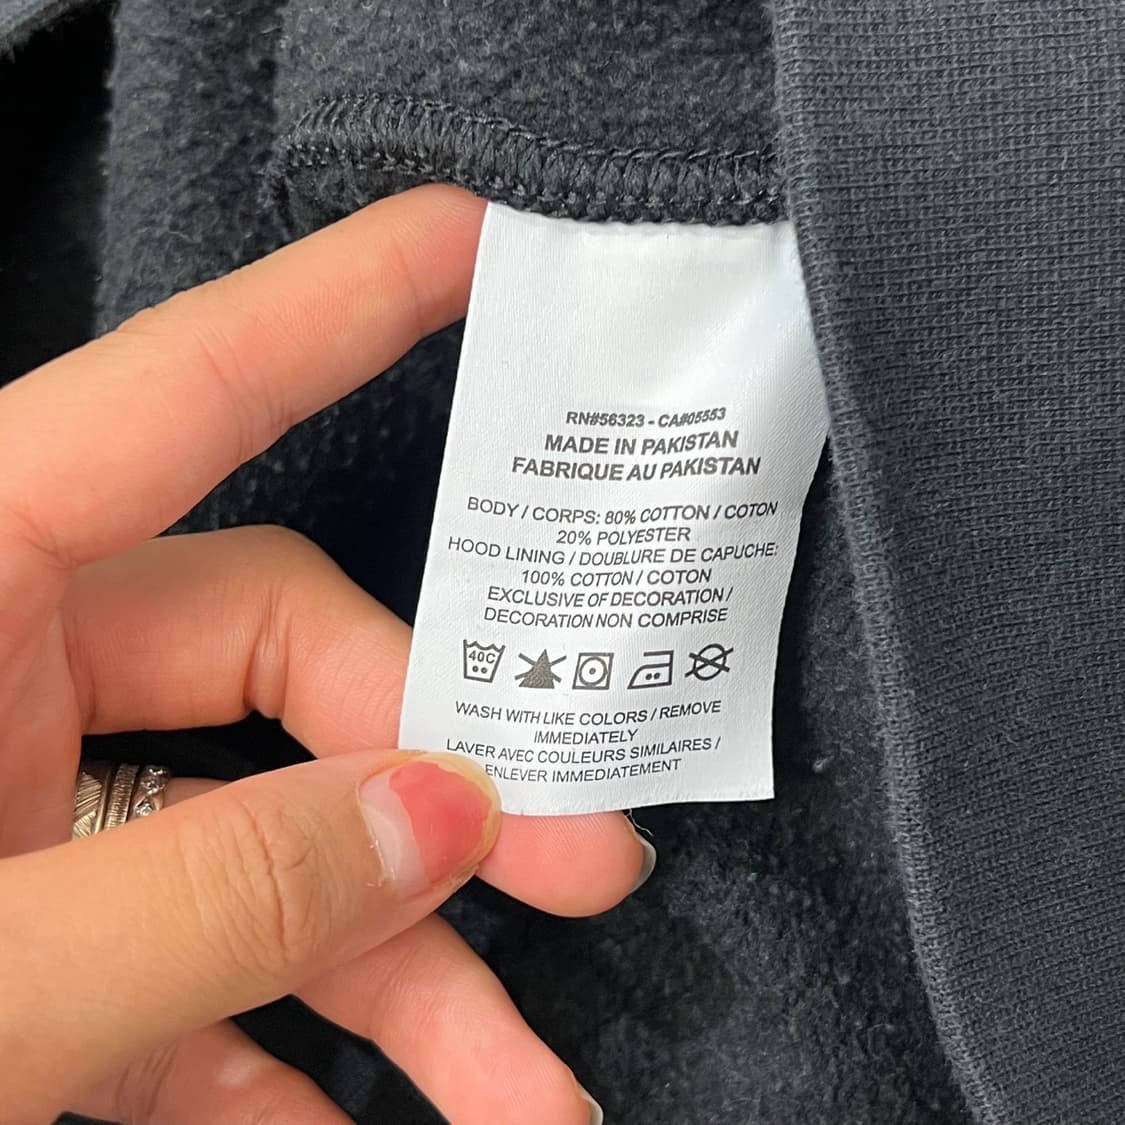 RN#56323 - CA#05553
MADE IN PAKISTAN
FABRIQUE AU PAKISTAN
BODY / CORPS: 80% COTTON / COTON
20% POLYESTER
HOOD LINING / DOUBLURE DE CAPUCHE:
100% COTTON / COTON
EXCLUSIVE OF DECORATION /
DECORATION NON COMPRISE
40C
WASH WITH LIKE COLORS / REMOVE
IMMEDIATELY
LAVER AVEC COULEURS SIMILAIRES /
ENLEVER IMMEDIATEMENT